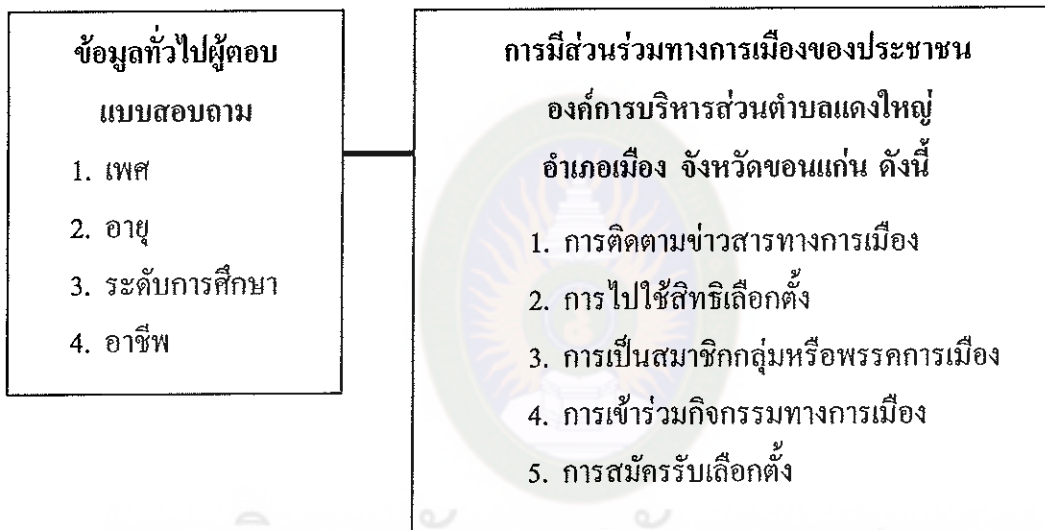 ข้อมูลทั่วไปผู้ตอบ
แบบสอบถาม
1. เพศ
2. อายุ
3. ระดับการศึกษา
4. อาชีพ
การมีส่วนร่วมทางการเมืองของประชาชน
องค์การบริหารส่วนตำบลแดงใหญ่
อำเภอเมือง จังหวัดขอนแก่น ดังนี้
1. การติดตามข่าวสารทางการเมือง
2. การไปใช้สิทธิเลือกตั้ง
3. การเป็นสมาชิกกลุ่มหรือพรรคการเมือง
4. การเข้าร่วมกิจกรรมทางการเมือง
5. การสมัครรับเลือกตั้ง